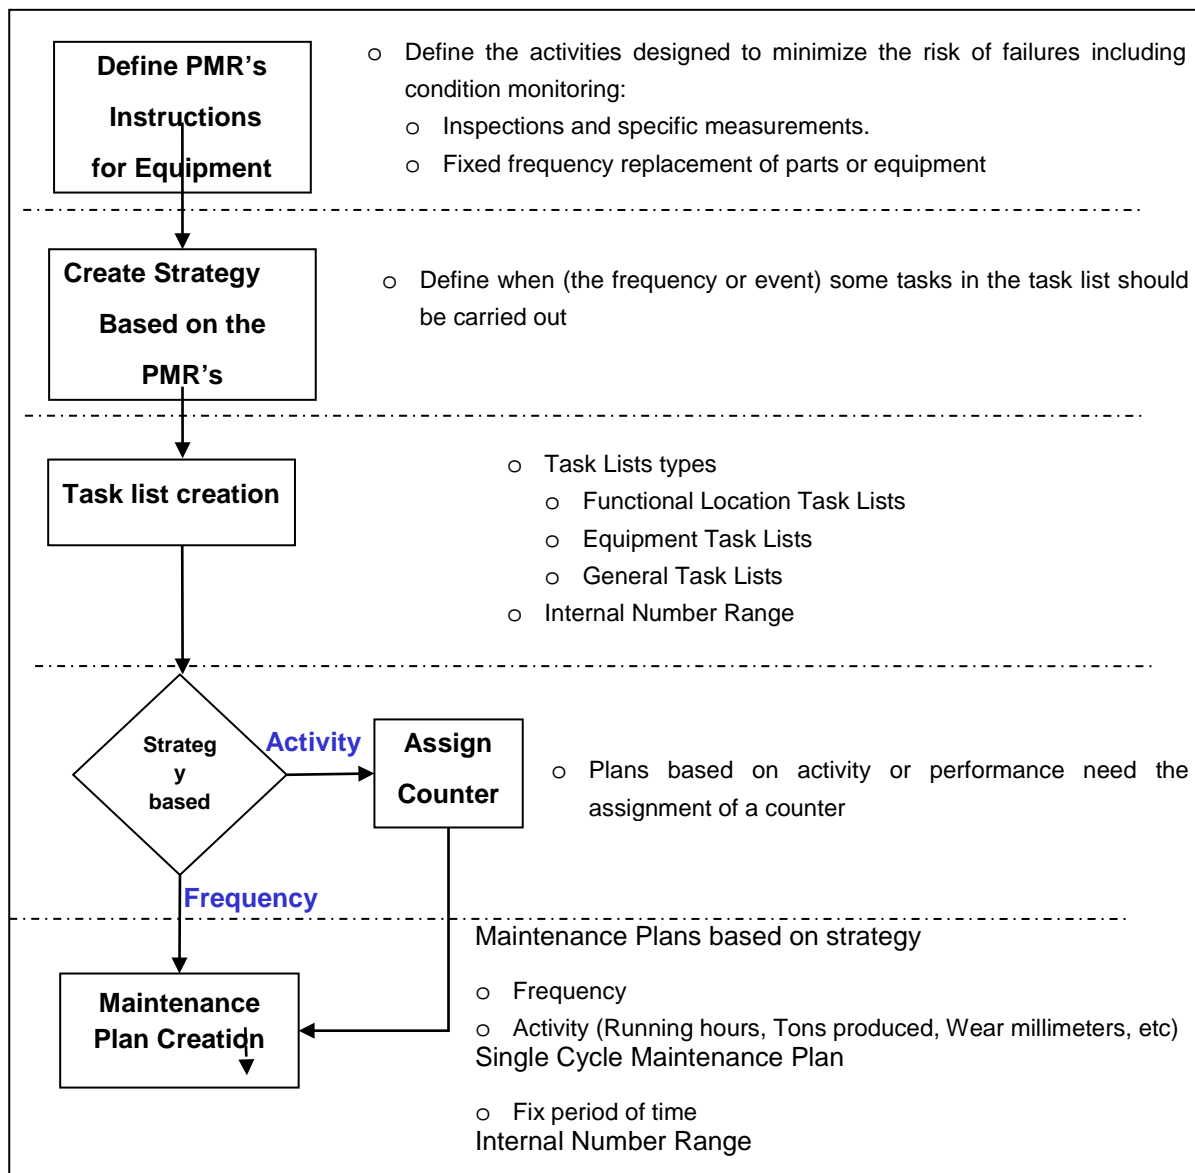 Define PMR’s
Instructions
for Equipment
o Define the activities designed to minimize the risk of failures including
condition monitoring:
o Inspections and specific measurements.
o Fixed frequency replacement of parts or equipment
Create Strategy
Based on the
PMR’s
o Define when (the frequency or event) some tasks in the task list should
be carried out
Task list creation
o Task Lists types
o Functional Location Task Lists
o Equipment Task Lists
o General Task Lists
o Internal Number Range
Strateg
y
based
Activity
Assign
Counter
o Plans based on activity or performance need the
assignment of a counter
Frequency
Maintenance
Plan Creation
Maintenance Plans based on strategy
o Frequency
o Activity (Running hours, Tons produced, Wear millimeters, etc)
Single Cycle Maintenance Plan
o Fix period of time
Internal Number Range